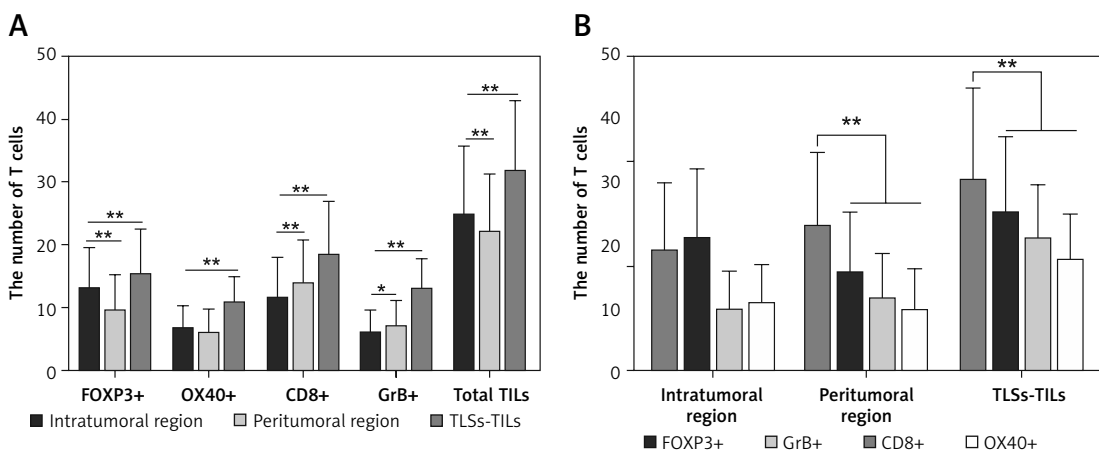 A
The number of T cells
50
40
30
20
10
0
** ** ** ** ** * ** ** **
FOXP3+ OX40+ CD8+ GrB+ Total TILs
Intratumoral region Peritumoral region TLSs-TILs
B
The number of T cells
50
40
30
20
10
0
** **
Intratumoral region Peritumoral region TLSs-TILs
FOXP3+ GrB+ CD8+ OX40+